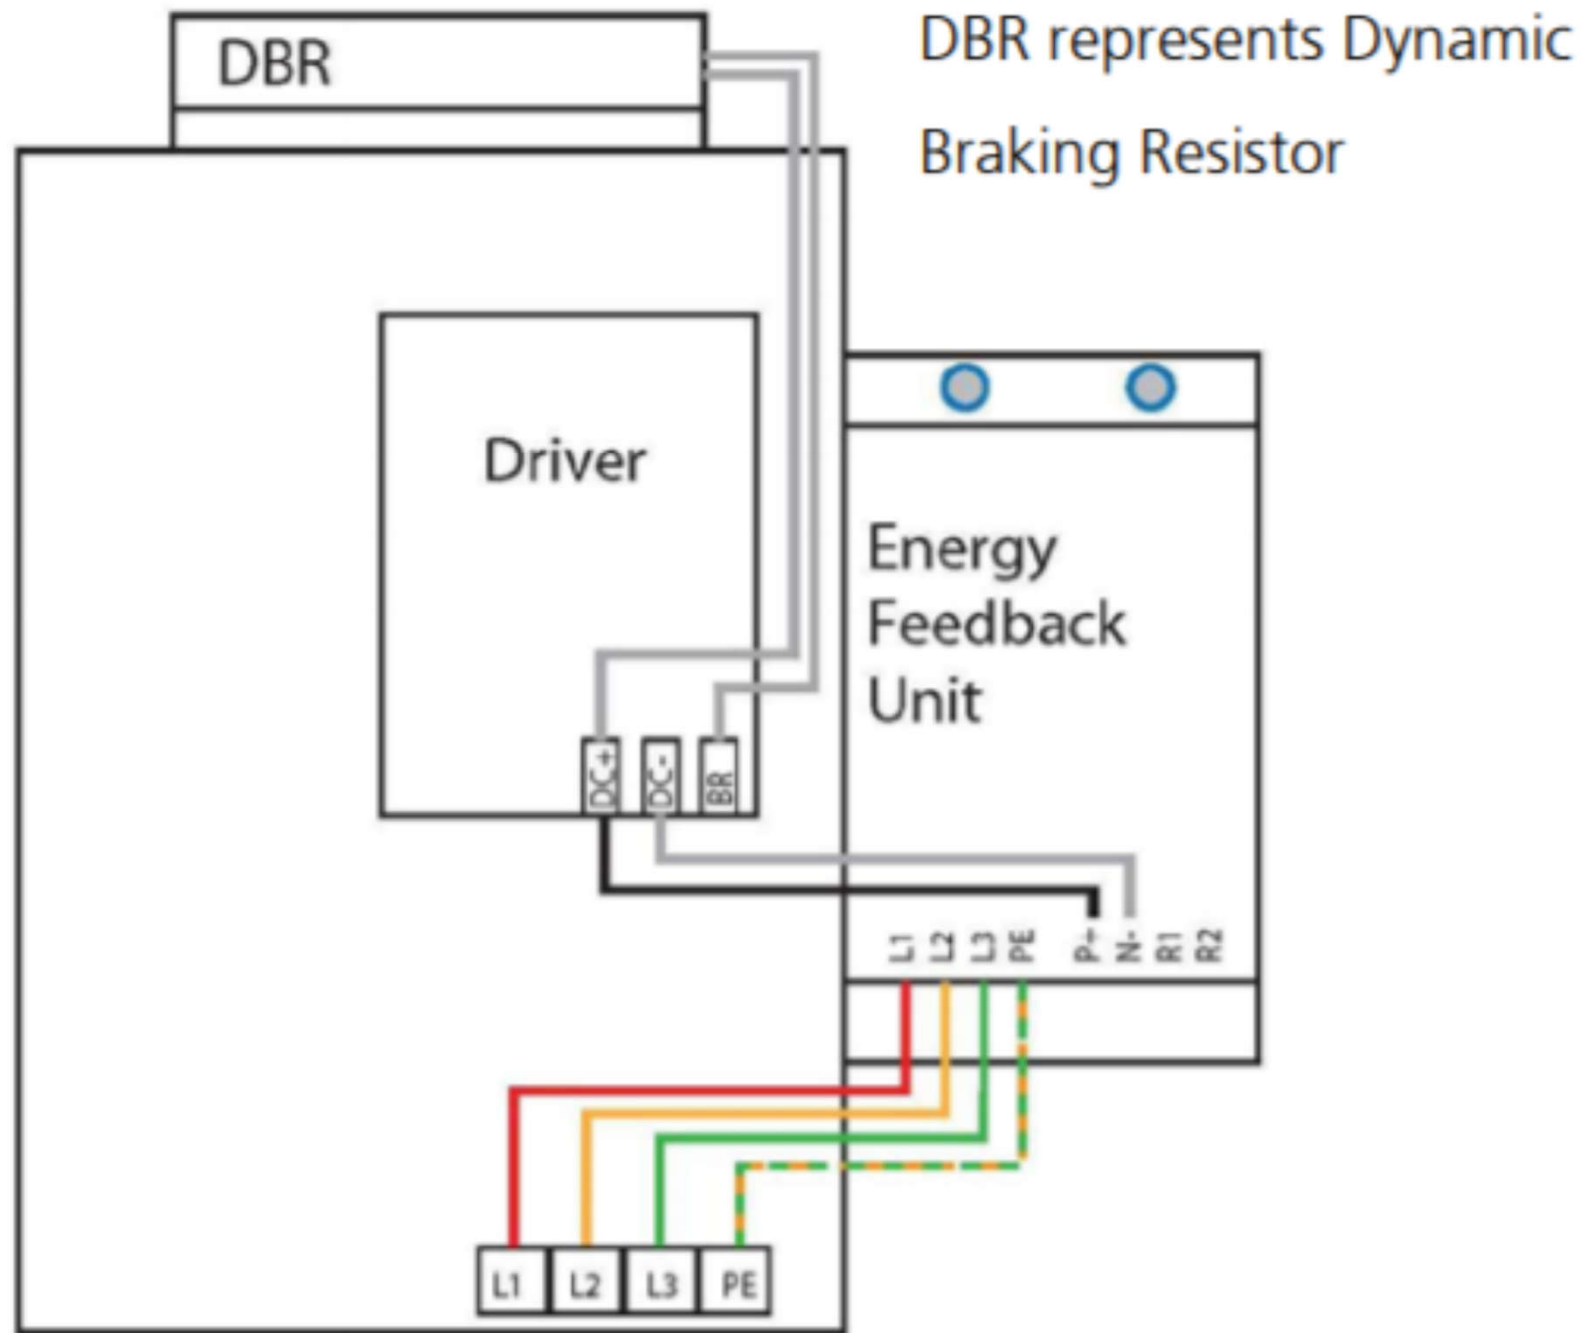 DBR
DBR represents Dynamic
Braking Resistor
Driver
Energy
Feedback
Unit
DC+
DC-
BR
L1
L2
L3
PE
P+
N-
R1
R2
L1
L2
L3
PE